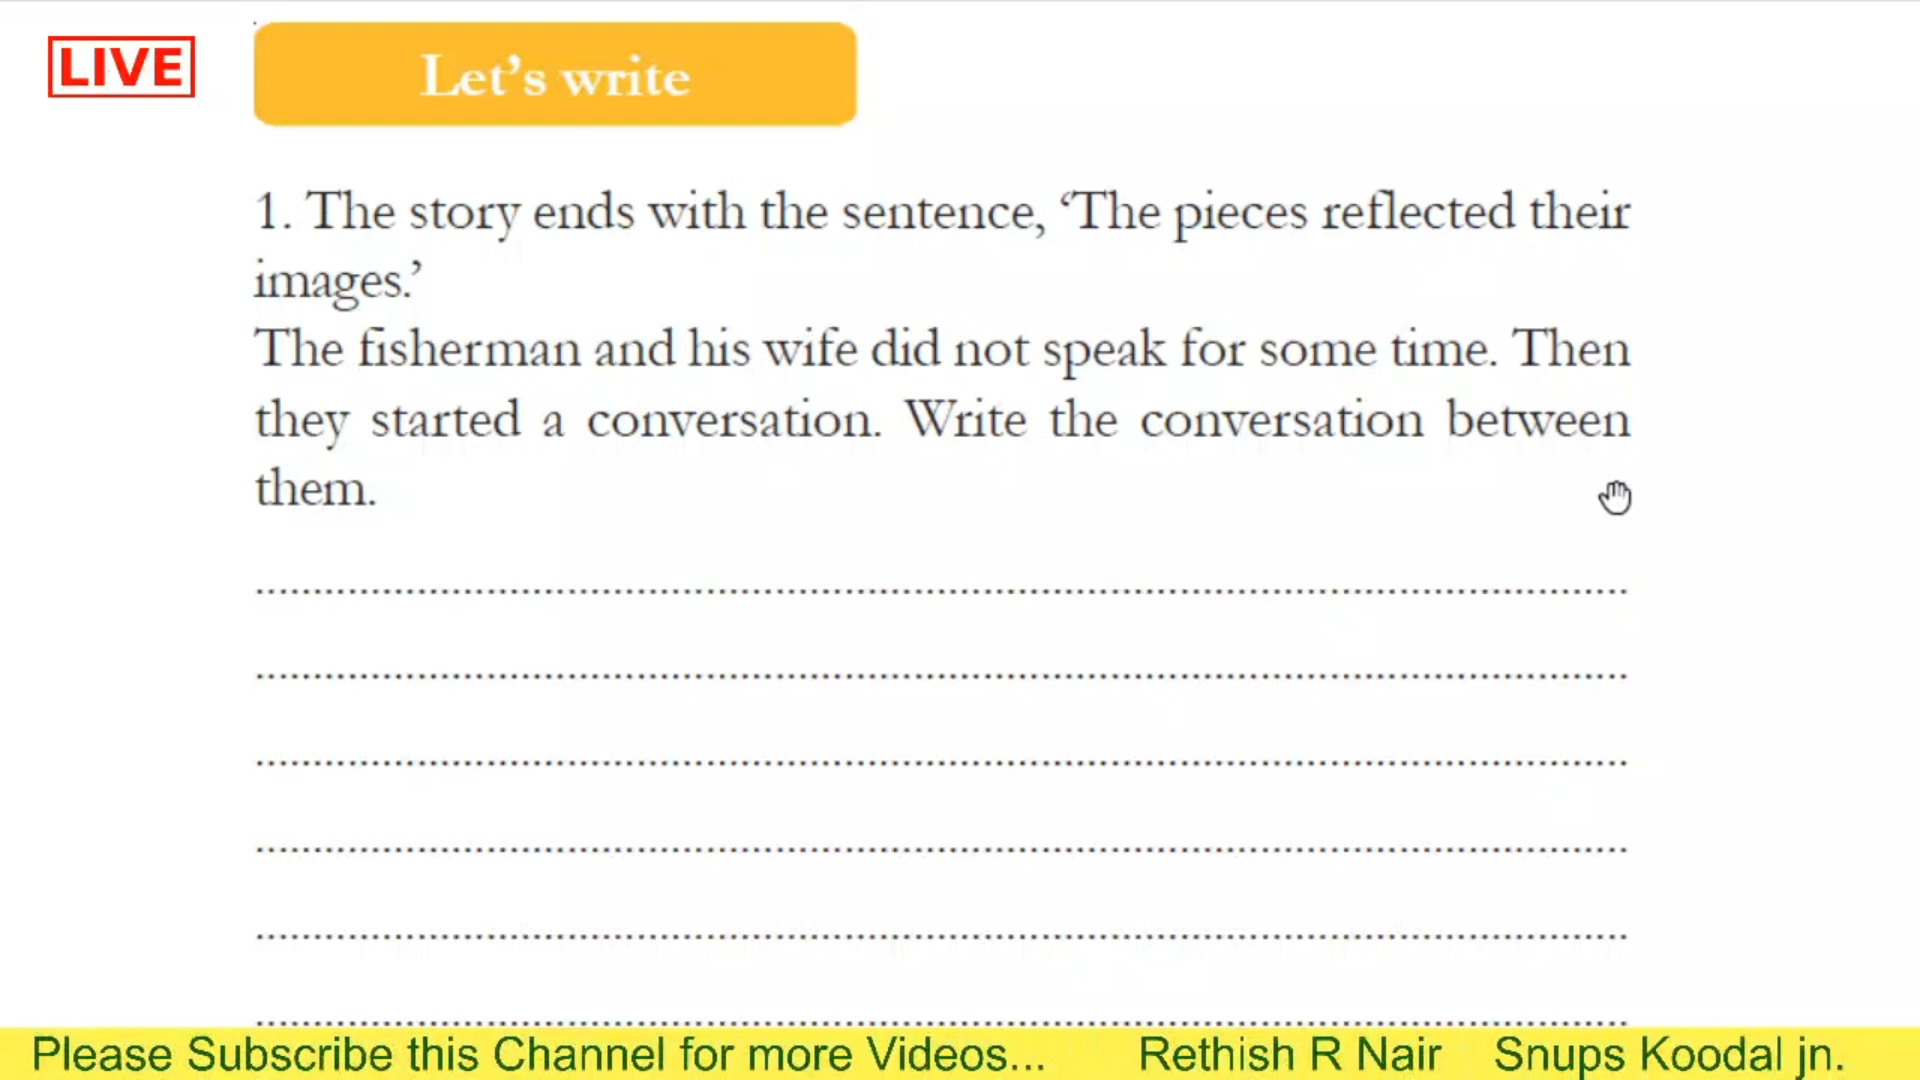 LIVE
Let's write
1. The story ends with the sentence, ‘The pieces reflected their
images.’
The fisherman and his wife did not speak for some time. Then
they started a conversation. Write the conversation between
them.
Please Subscribe this Channel for more Videos... Rethish R Nair Snups Koodal jn.